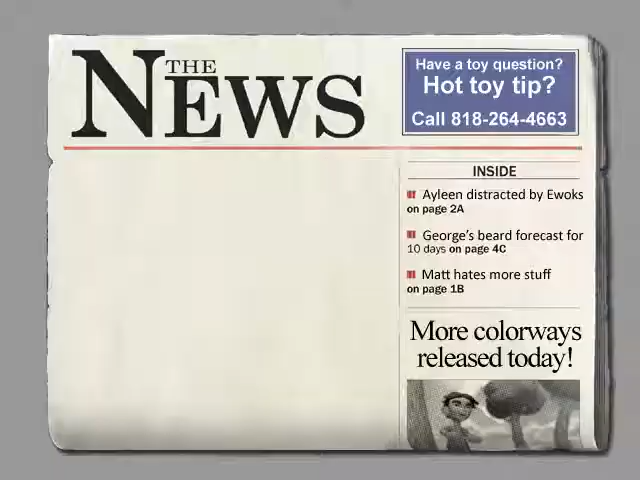 THE
NEWS
Have a toy question?
Hot toy tip?
Call 818-264-4663
INSIDE
Ayleen distracted by Ewoks
on page 2A
George's beard forecast for
10 days on page 4C
Matt hates more stuff
on page 1B
More colorways
released today!